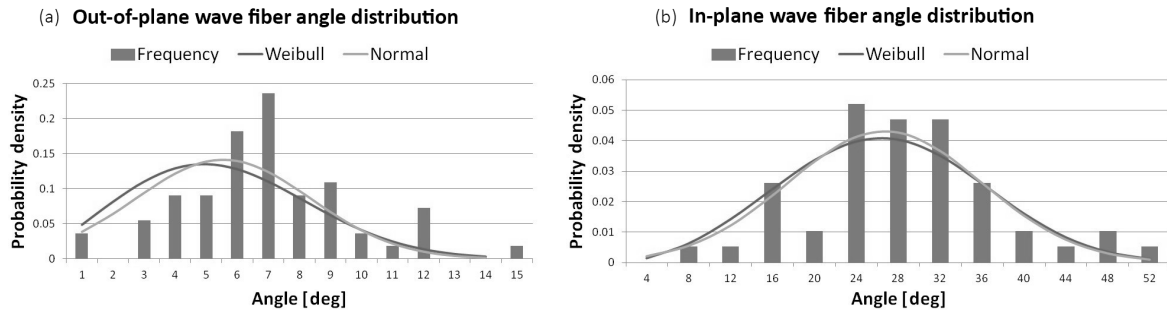 (a) Out-of-plane wave fiber angle distribution
Frequency Weibull Normal
Probability density
0.25
0.2
0.15
0.1
0.05
0
1 2 3 4 5 6 7 8 9 10 11 12 13 14 15
Angle [deg]
(b) In-plane wave fiber angle distribution
Frequency Weibull Normal
Probability density
0.06
0.05
0.04
0.03
0.02
0.01
0
4 8 12 16 20 24 28 32 36 40 44 48 52
Angle [deg]